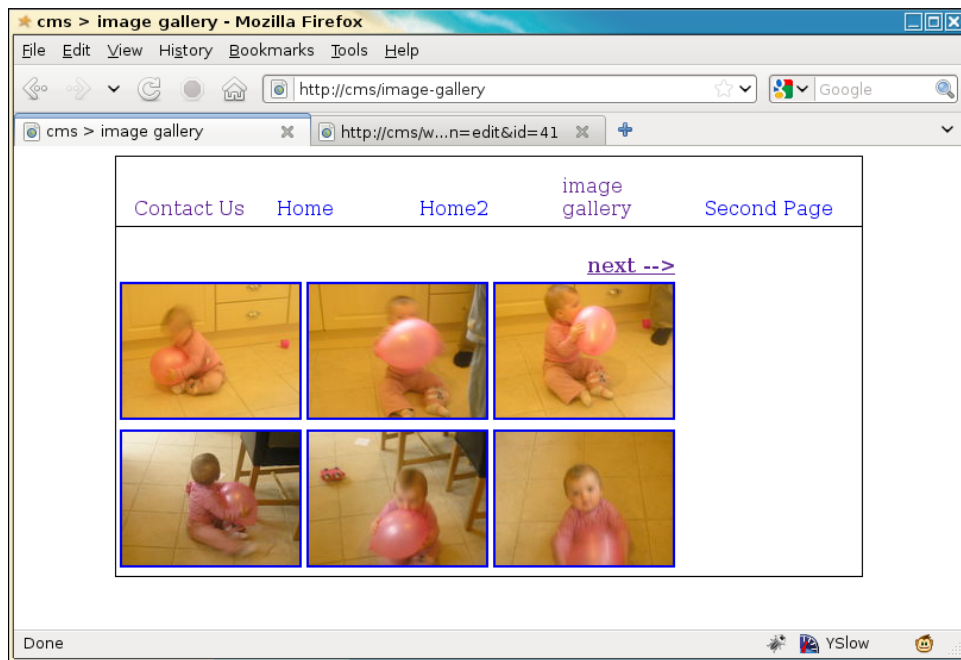 cms > image gallery - Mozilla Firefox
File Edit View History Bookmarks Tools Help
http://cms/image-gallery Google
cms > image gallery http://cms/w...n=edit&id=41
Contact Us Home Home2 image gallery Second Page
next -->
Done YSlow